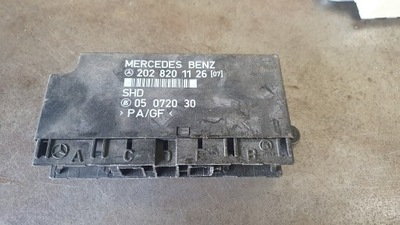 MERCEDES BENZ
202 820 11 26 [07]
SHD
05 0720 30
> PA/GF <
A C D E B